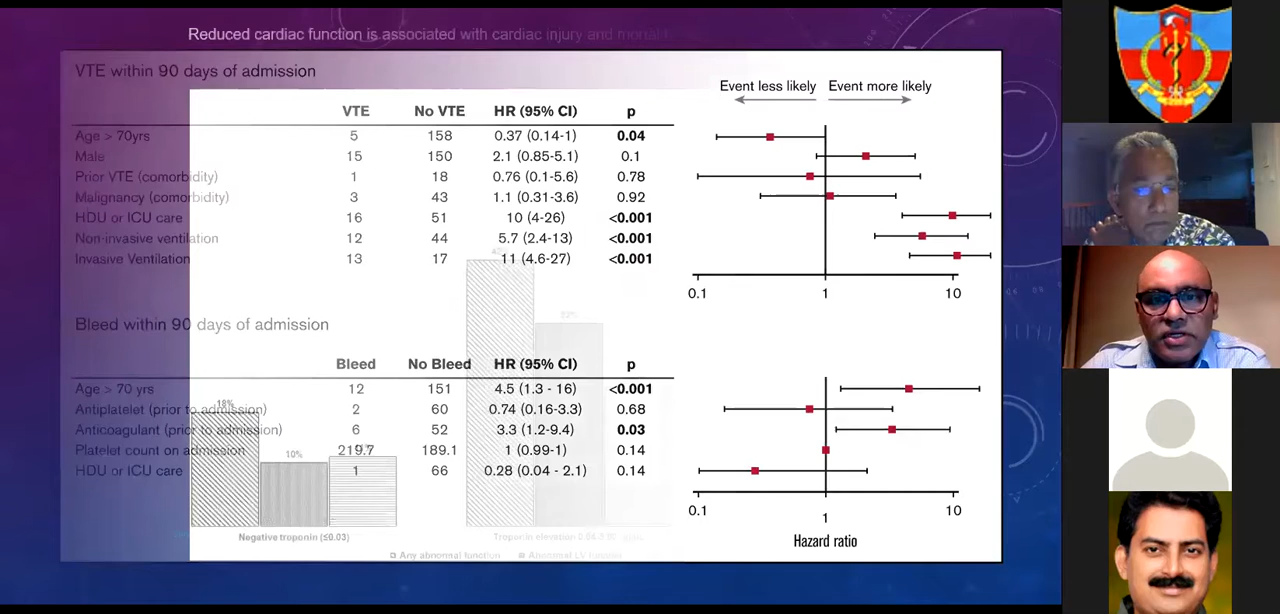 Reduced cardiac function is associated with cardiac injury and mortali
VTE within 90 days of admission
Event less likely Event more likely
VTE No VTE HR (95% CI) p
Age > 70yrs 5 158 0.37 (0.14-1) 0.04
Male 15 150 2.1 (0.85-5.1) 0.1
Prior VTE (comorbidity) 1 18 0.76 (0.1-5.6) 0.78
Malignancy (comorbidity) 3 43 1.1 (0.31-3.6) 0.92
HDU or ICU care 16 51 10 (4-26) <0.001
Non-invasive ventilation 12 44 5.7 (2.4-13) <0.001
Invasive Ventilation 13 17 11 (4.6-27) <0.001
0.1 1 10
Bleed within 90 days of admission
Bleed No Bleed HR (95% CI) p
Age > 70 yrs 12 151 4.5 (1.3 - 16) <0.001
18%
Antiplatelet (prior to admission) 2 60 0.74 (0.16-3.3) 0.68
Anticoagulant (prior to admission) 6 52 3.3 (1.2-9.4) 0.03
Platelet count on admission 219.7 189.1 1 (0.99-1) 0.14
10%
HDU or ICU care 1 66 0.28 (0.04 - 2.1) 0.14
0.1 1 10
Hazard ratio
Negative troponin (≤0.03)
Any abnormal function